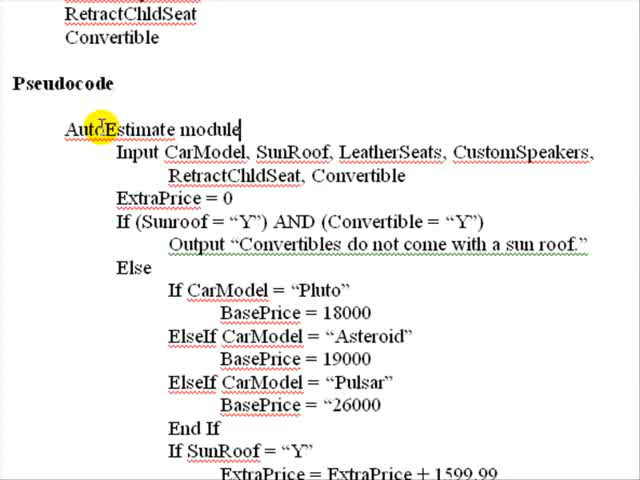 RetractChldSeat
Convertible
Pseudocode
AutoEstimate module
Input CarModel, SunRoof, LeatherSeats, CustomSpeakers,
RetractChldSeat, Convertible
ExtraPrice = 0
If (Sunroof = “Y”) AND (Convertible = “Y”)
Output “Convertibles do not come with a sun roof.”
Else
If CarModel = “Pluto”
BasePrice = 18000
ElseIf CarModel = “Asteroid”
BasePrice = 19000
ElseIf CarModel = “Pulsar”
BasePrice = “26000
End If
If SunRoof = “Y”
ExtraPrice = ExtraPrice + 1599.99